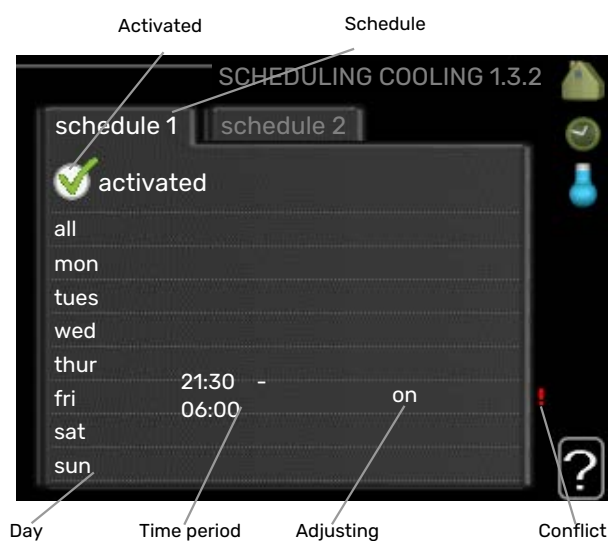 Activated
Schedule
SCHEDULING COOLING 1.3.2
schedule 1
schedule 2
activated
all
mon
tues
wed
thur
fri
21:30 -
06:00
on
!
sat
sun
?
Day
Time period
Adjusting
Conflict